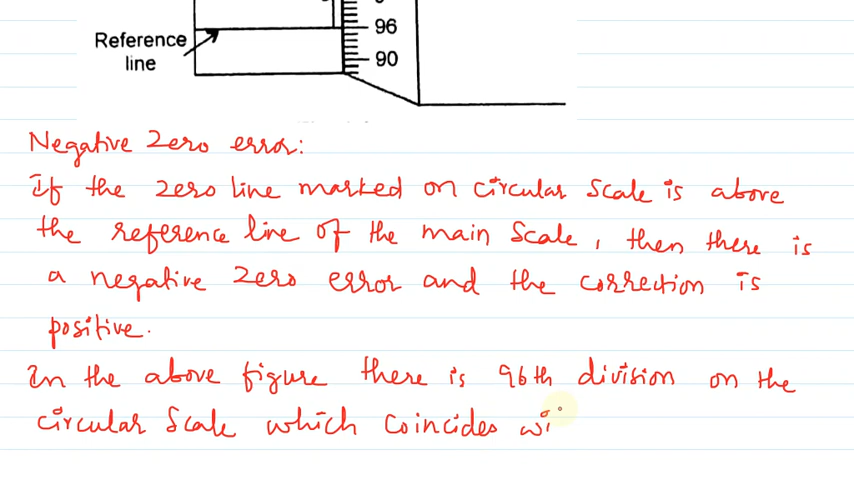 96
Reference
line
90
Negative Zero error:
If the zero line marked on circular scale is above
the reference line of the main scale, then there is
a negative zero error and the correction is
positive.
In the above figure there is 96th division on the
circular scale which coincides wi